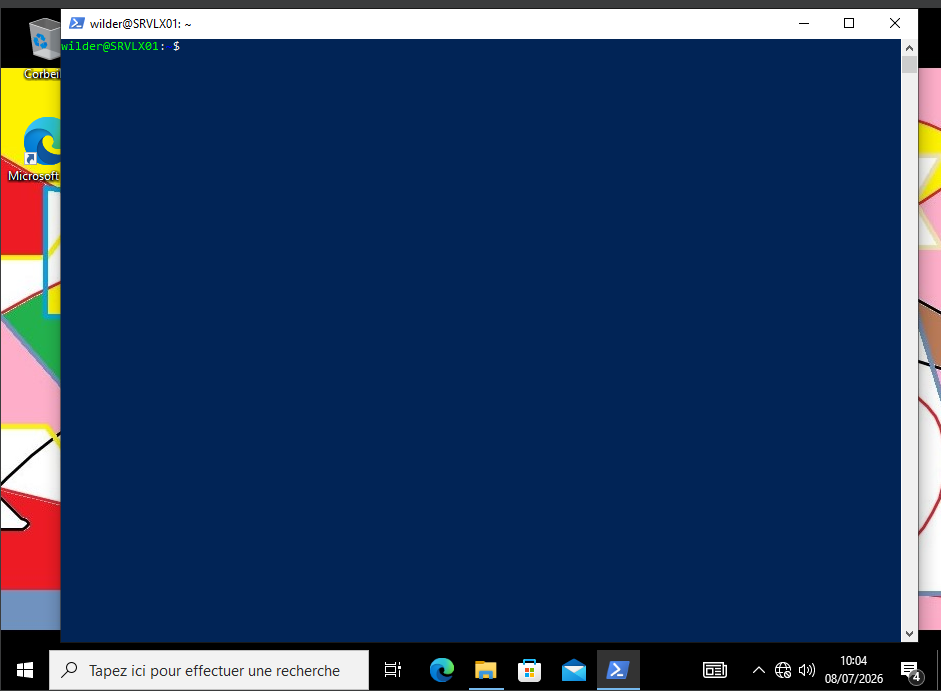 wilder@SRVLX01: ~
wilder@SRVLX01: $
Corbei
Microsoft
Tapez ici pour effectuer une recherche
10:04
08/07/2026
4